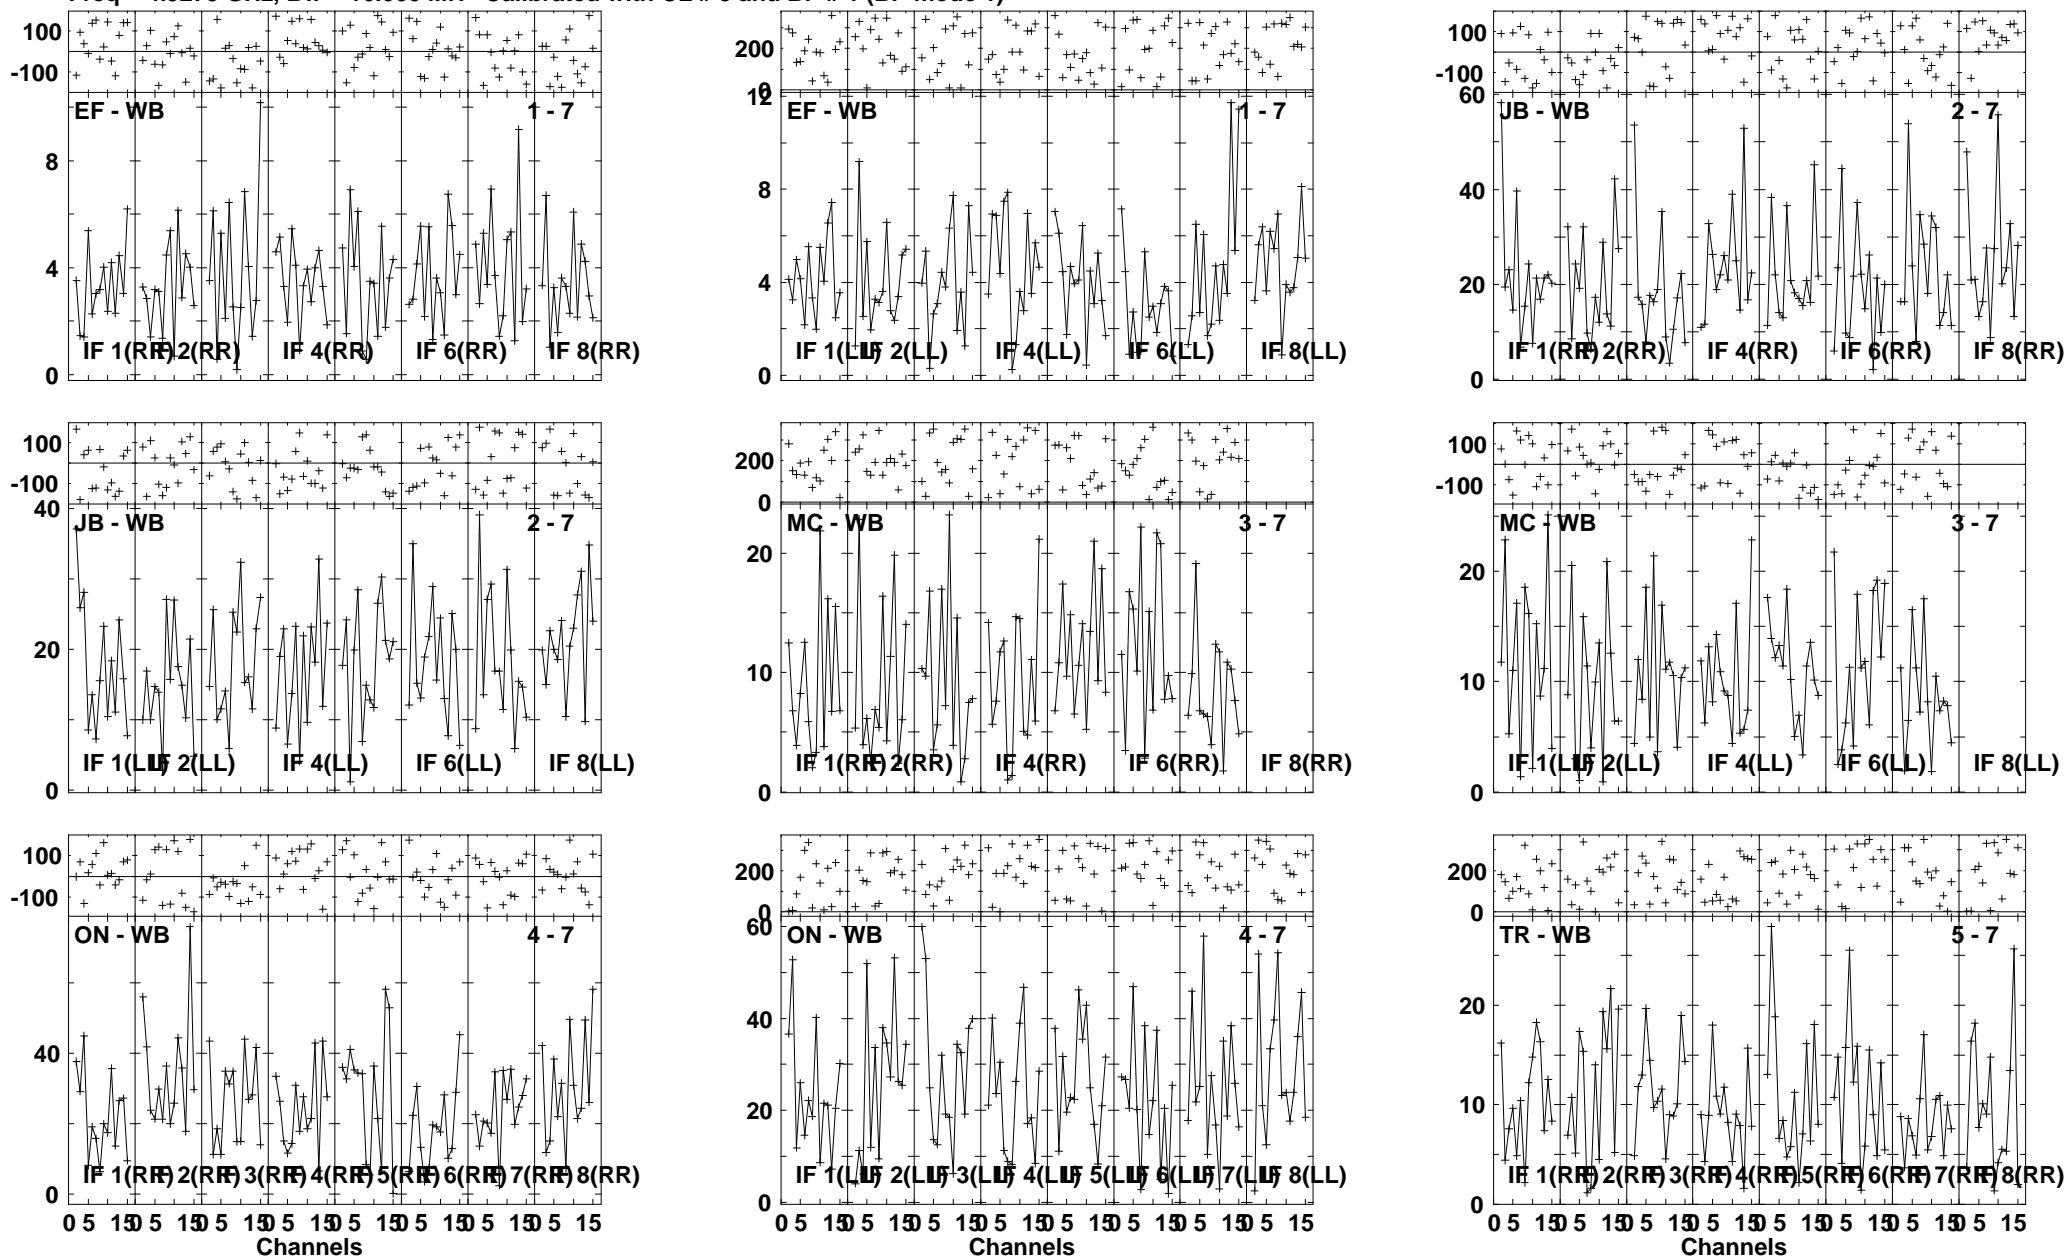 100
-100
8
4
0
EF - WB
1 - 7
IF 1(RR)
IF 2(RR)
IF 4(RR)
IF 6(RR)
IF 8(RR)
200
0
12
8
4
0
EF - WB
1 - 7
IF 1(LL)
IF 2(LL)
IF 4(LL)
IF 6(LL)
IF 8(LL)
100
-100
60
40
20
0
JB - WB
2 - 7
IF 1(RR)
IF 2(RR)
IF 4(RR)
IF 6(RR)
IF 8(RR)
100
-100
40
20
0
JB - WB
2 - 7
IF 1(LL)
IF 2(LL)
IF 4(LL)
IF 6(LL)
IF 8(LL)
200
0
20
10
0
MC - WB
3 - 7
IF 1(RR)
IF 2(RR)
IF 4(RR)
IF 6(RR)
IF 8(RR)
100
-100
20
10
0
MC - WB
3 - 7
IF 1(LL)
IF 2(LL)
IF 4(LL)
IF 6(LL)
IF 8(LL)
100
-100
40
0
ON - WB
4 - 7
IF 1(RR)
IF 2(RR)
IF 3(RR)
IF 4(RR)
IF 5(RR)
IF 6(RR)
IF 7(RR)
IF 8(RR)
0 5 15 0 5 15 0 5 15 0 5 15 0 5 15 0 5 15 0 5 15 0 5 15
Channels
200
0
60
40
20
0
ON - WB
4 - 7
IF 1(LL)
IF 2(LL)
IF 3(LL)
IF 4(LL)
IF 5(LL)
IF 6(LL)
IF 7(LL)
IF 8(LL)
0 5 15 0 5 15 0 5 15 0 5 15 0 5 15 0 5 15 0 5 15 0 5 15
Channels
200
0
20
10
0
TR - WB
5 - 7
IF 1(RR)
IF 2(RR)
IF 3(RR)
IF 4(RR)
IF 5(RR)
IF 6(RR)
IF 7(RR)
IF 8(RR)
0 5 15 0 5 15 0 5 15 0 5 15 0 5 15 0 5 15 0 5 15 0 5 15
Channels